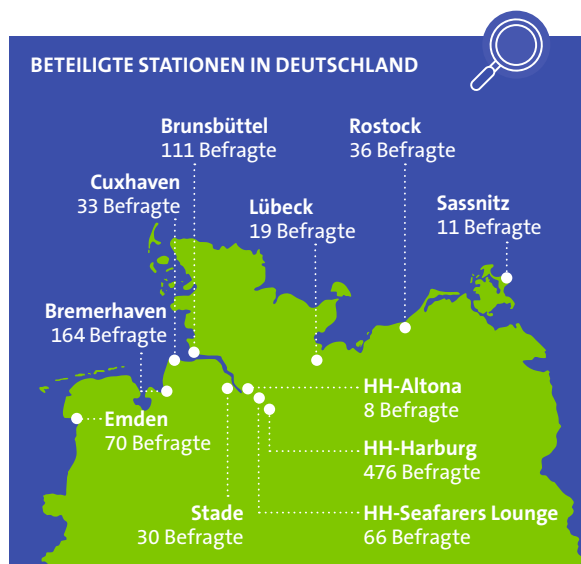 BETEILIGTE STATIONEN IN DEUTSCHLAND
Brunsbüttel
111 Befragte
Rostock
36 Befragte
Cuxhaven
33 Befragte
Lübeck
19 Befragte
Sassnitz
11 Befragte
Bremerhaven
164 Befragte
Emden
70 Befragte
HH-Altona
8 Befragte
HH-Harburg
476 Befragte
Stade
30 Befragte
HH-Seafarers Lounge
66 Befragte